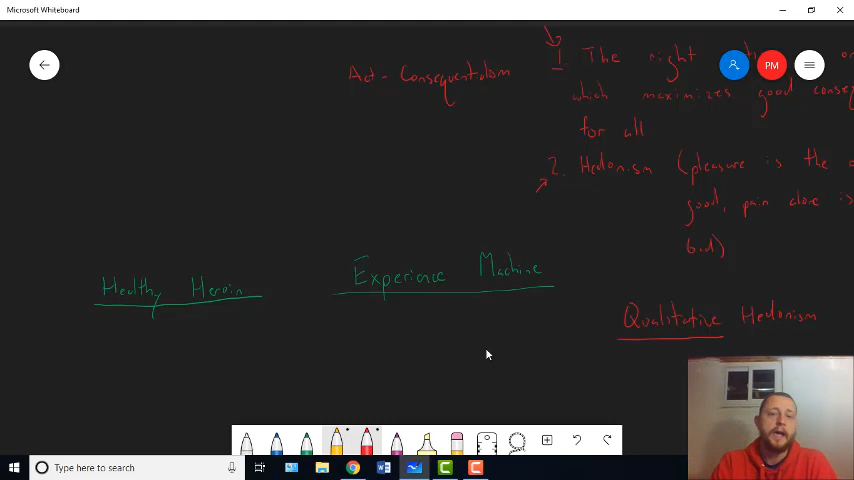 Microsoft Whiteboard
PM
Act - Consequentialism
1. The right
which maximizes good
for all
2. Hedonism (pleasure is the
good, pain alone is
bad)
Healthy Heroin
Experience Machine
Qualitative Hedonism
Type here to search